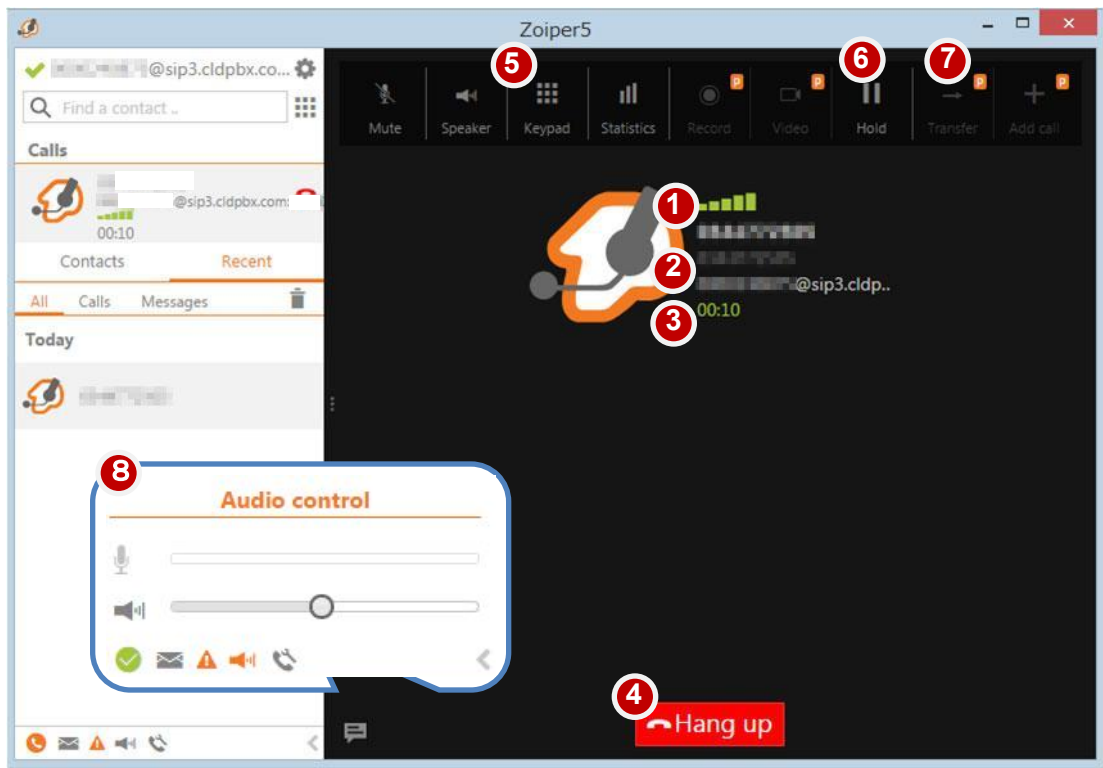 Zoiper5
@sip3.cldpbx.co...
Find a contact ..
Calls
@sip3.cldpbx.com:
00:10
Contacts Recent
All Calls Messages
Today
5
6
7
Mute Speaker Keypad Statistics Record Video Hold Transfer Add call
P P P P
1
2
@sip3.cldp..
3
00:10
8
Audio control
4
Hang up